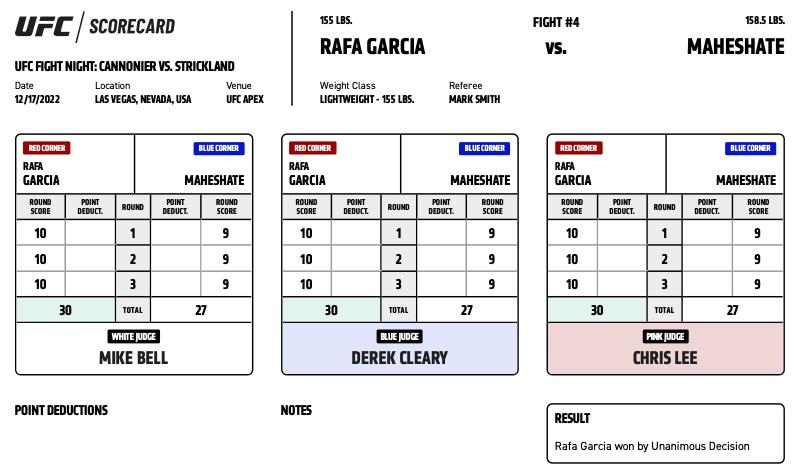 UFC SCORECARD
UFC FIGHT NIGHT: CANNONIER VS. STRICKLAND
Date Location Venue
12/17/2022 LAS VEGAS, NEVADA, USA UFC APEX
155 LBS. FIGHT #4 158.5 LBS.
RAFA GARCIA vs. MAHESHATE
Weight Class Referee
LIGHTWEIGHT - 155 LBS. MARK SMITH
RED CORNER BLUE CORNER
RAFA
GARCIA MAHESHATE
ROUND SCORE POINT DEDUCT. ROUND POINT DEDUCT. ROUND SCORE
10 1 9
10 2 9
10 3 9
30 TOTAL 27
WHITE JUDGE
MIKE BELL
RED CORNER BLUE CORNER
RAFA
GARCIA MAHESHATE
ROUND SCORE POINT DEDUCT. ROUND POINT DEDUCT. ROUND SCORE
10 1 9
10 2 9
10 3 9
30 TOTAL 27
BLUE JUDGE
DEREK CLEARY
RED CORNER BLUE CORNER
RAFA
GARCIA MAHESHATE
ROUND SCORE POINT DEDUCT. ROUND POINT DEDUCT. ROUND SCORE
10 1 9
10 2 9
10 3 9
30 TOTAL 27
PINK JUDGE
CHRIS LEE
POINT DEDUCTIONS
NOTES
RESULT
Rafa Garcia won by Unanimous Decision